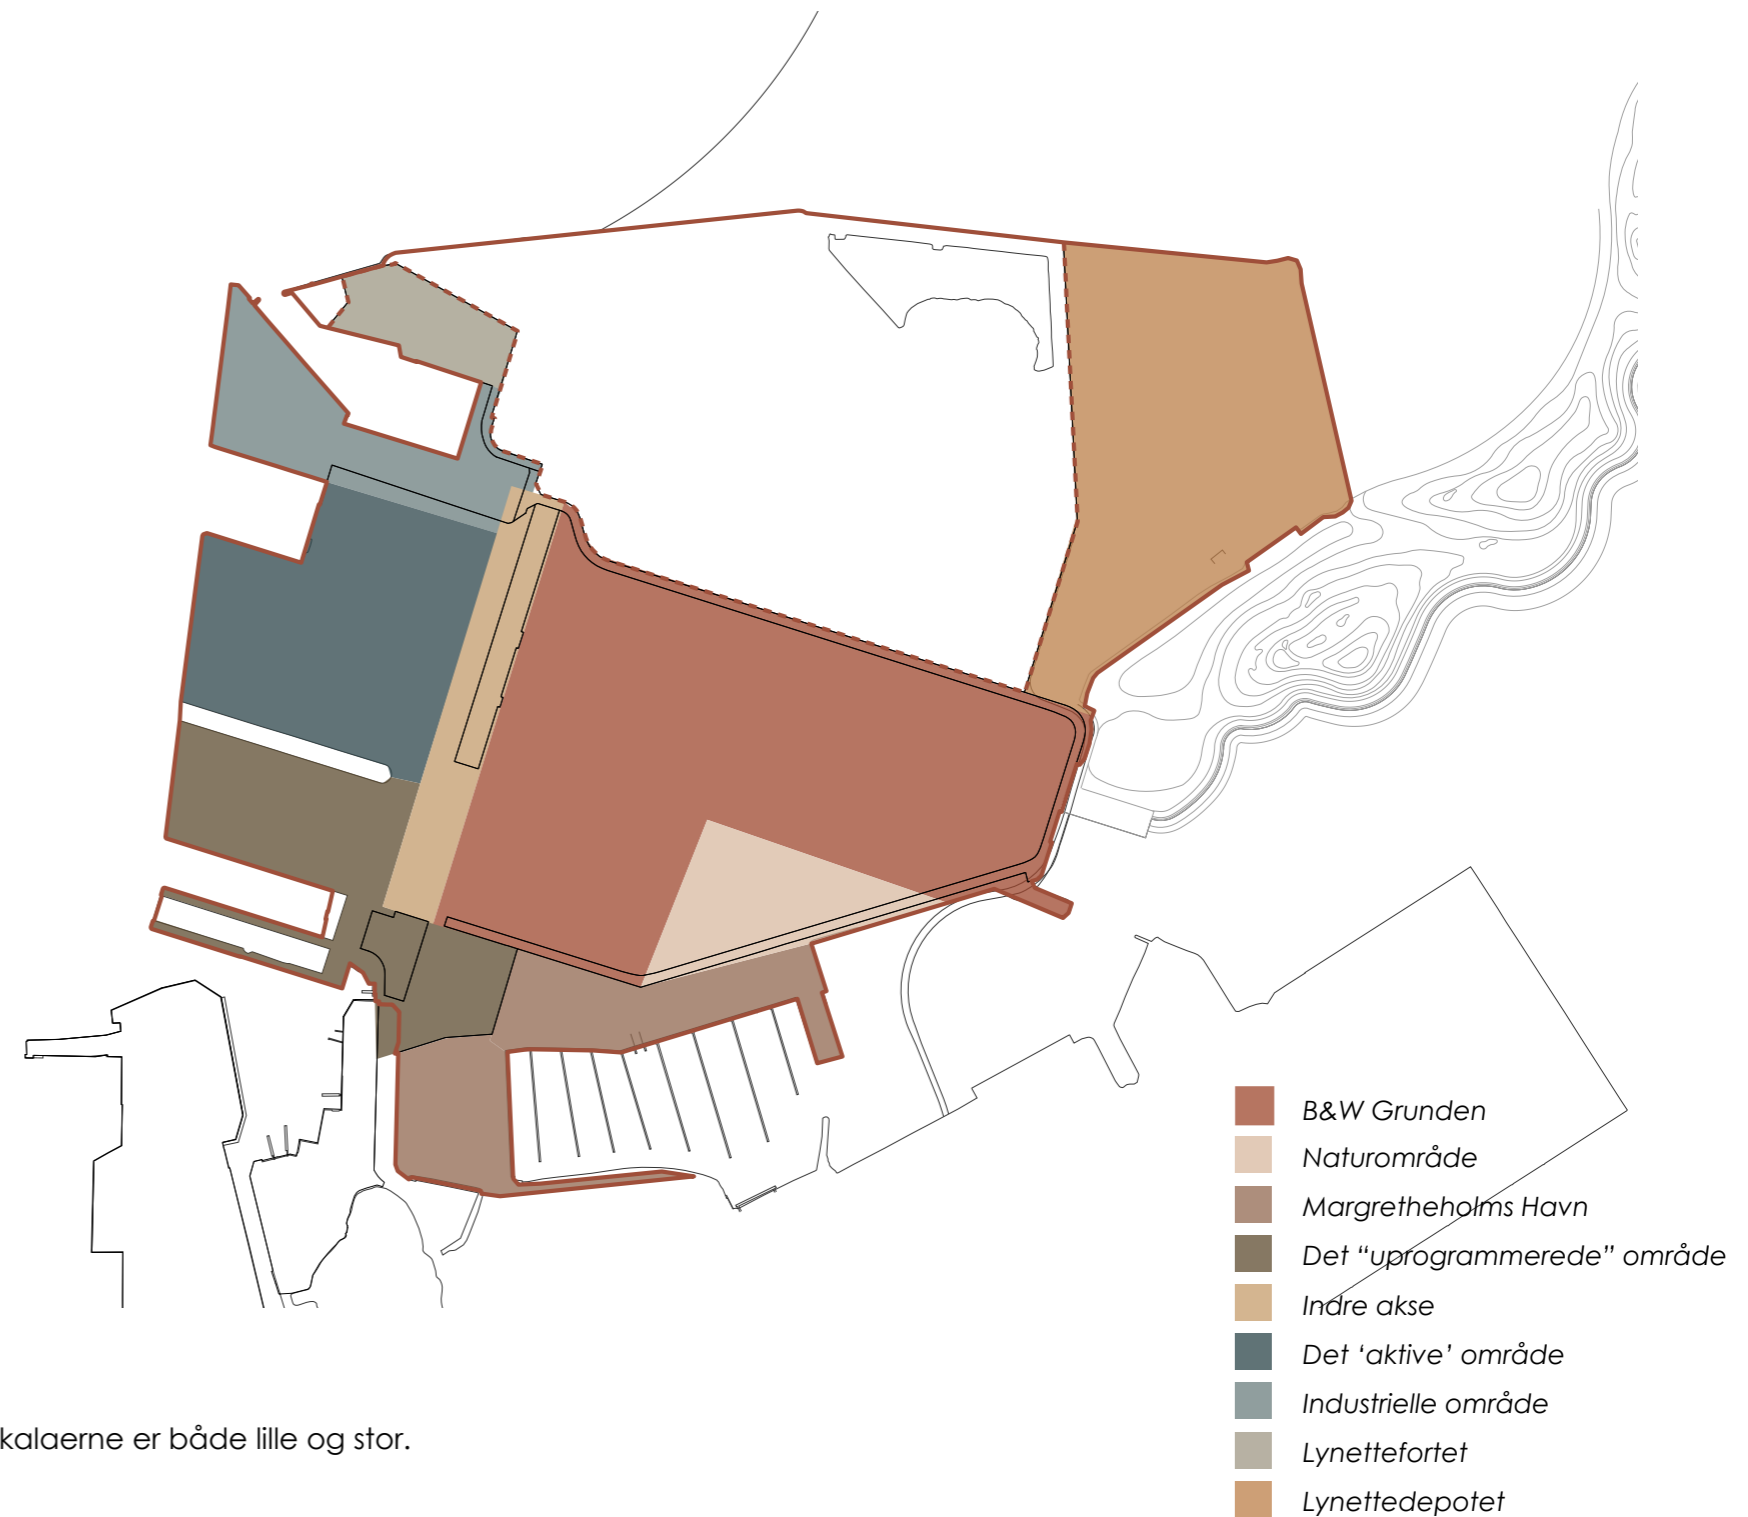 B&W Grunden
Naturområde
Margretheholms Havn
Det “uprogrammerede” område
Indre akse
Det ‘aktive’ område
Industrielle område
Lynettefortet
Lynettedepotet
kalaerne er både lille og stor.